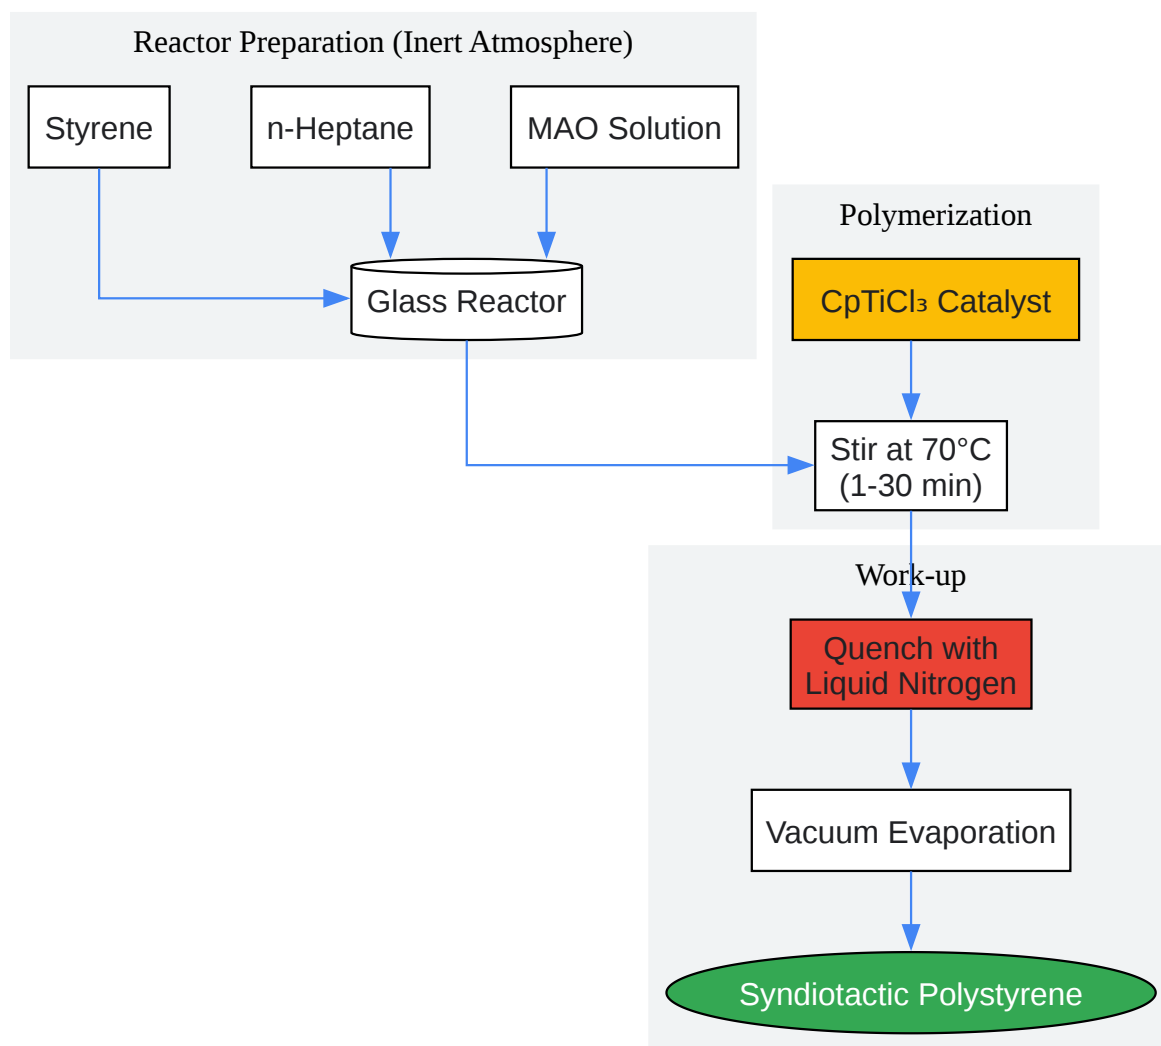 Reactor Preparation (Inert Atmosphere)
Styrene
n-Heptane
MAO Solution
Glass Reactor
Polymerization
CpTiCl₃ Catalyst
Stir at 70°C
(1-30 min)
Work-up
Quench with
Liquid Nitrogen
Vacuum Evaporation
Syndiotactic Polystyrene